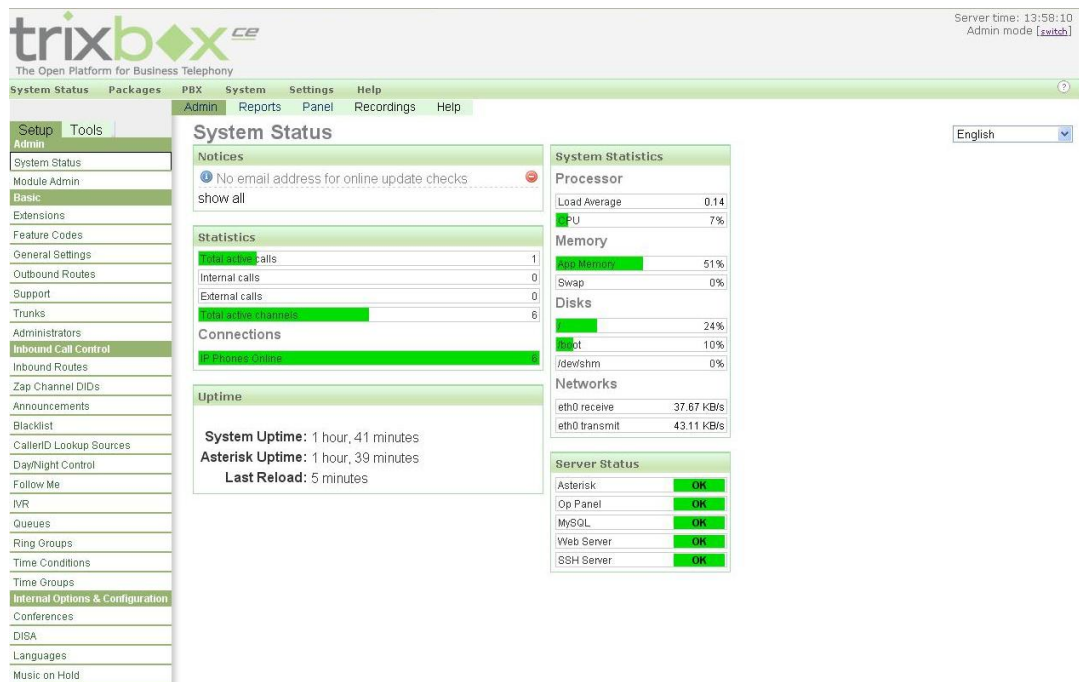 trixbox ce
The Open Platform for Business Telephony
Server time: 13:58:10
Admin mode [switch]
System Status Packages PBX System Settings Help
?
Admin Reports Panel Recordings Help
Setup Tools
Admin
System Status
Module Admin
Basic
Extensions
Feature Codes
General Settings
Outbound Routes
Support
Trunks
Administrators
Inbound Call Control
Inbound Routes
Zap Channel DIDs
Announcements
Blacklist
CallerID Lookup Sources
Day/Night Control
Follow Me
IVR
Queues
Ring Groups
Time Conditions
Time Groups
Internal Options & Configuration
Conferences
DISA
Languages
Music on Hold
System Status
English
Notices
No email address for online update checks
show all
Statistics
Total active calls 1
Internal calls 0
External calls 0
Total active channels 6
Connections
IP Phones Online 6
Uptime
System Uptime: 1 hour, 41 minutes
Asterisk Uptime: 1 hour, 39 minutes
Last Reload: 5 minutes
System Statistics
Processor
Load Average 0.14
CPU 7%
Memory
App Memory 51%
Swap 0%
Disks
/ 24%
/boot 10%
/dev/shm 0%
Networks
eth0 receive 37.67 KB/s
eth0 transmit 43.11 KB/s
Server Status
Asterisk OK
Op Panel OK
MySQL OK
Web Server OK
SSH Server OK